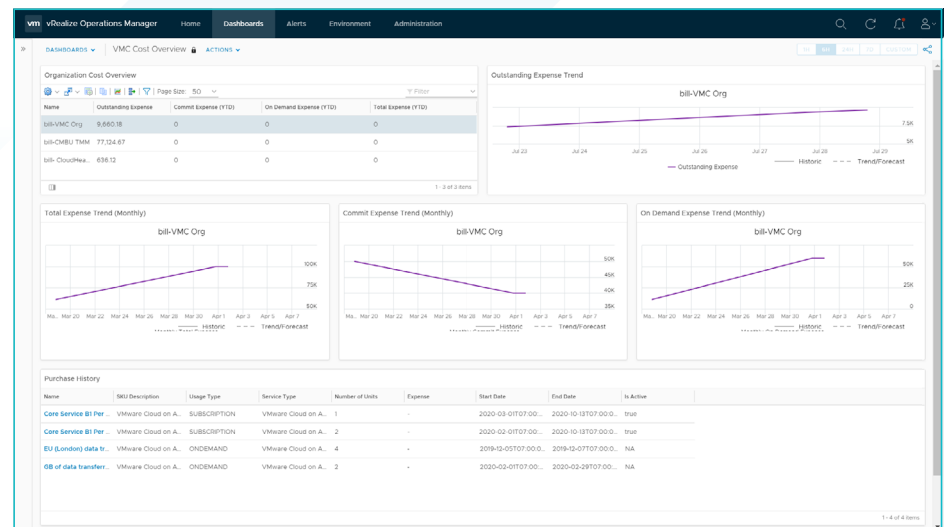 vm vRealize Operations Manager Home Dashboards Alerts Environment Administration
DASHBOARDS VMC Cost Overview ACTIONS
Organization Cost Overview
Page Size: 50 Filter
Name Outstanding Expense Commit Expense (YTD) On Demand Expense (YTD) Total Expense (YTD)
bill-VMC Org 9,660.18 0 0 0
bill-CMBU TMM 77,124.67 0 0 0
bill- CloudHea... 636.12 0 0 0
1 - 3 of 3 items
Outstanding Expense Trend
bill-VMC Org
7.5K
5K
Jul 23 Jul 24 Jul 25 Jul 26 Jul 27 Jul 28 Jul 29
Outstanding Expense Historic Trend/Forecast
Total Expense Trend (Monthly)
bill-VMC Org
100K
75K
50K
Ma... Mar 20 Mar 22 Mar 24 Mar 26 Mar 28 Mar 30 Apr 1 Apr 3 Apr 5 Apr 7
Historic Trend/Forecast
Monthly Total Expense
Commit Expense Trend (Monthly)
bill-VMC Org
50K
45K
40K
35K
Ma... Mar 20 Mar 22 Mar 24 Mar 26 Mar 28 Mar 30 Apr 1 Apr 3 Apr 5 Apr 7
Historic Trend/Forecast
Monthly Commit Expense
On Demand Expense Trend (Monthly)
bill-VMC Org
50K
25K
0
Ma... Mar 20 Mar 22 Mar 24 Mar 26 Mar 28 Mar 30 Apr 1 Apr 3 Apr 5 Apr 7
Historic Trend/Forecast
Monthly On Demand Expense
Purchase History
Name SKU Description Usage Type Service Type Number of Units Expense Start Date End Date Is Active
Core Service B1 Per ... VMware Cloud on A... SUBSCRIPTION VMware Cloud on A... 1 - 2020-03-01T07:00:... 2020-10-13T07:00:0... true
Core Service B1 Per ... VMware Cloud on A... SUBSCRIPTION VMware Cloud on A... 2 - 2020-02-01T07:00:... 2020-10-13T07:00:0... true
EU (London) data tr... VMware Cloud on A... ONDEMAND VMware Cloud on A... 4 - 2019-12-05T07:00:0... 2019-12-07T07:00:0... NA
GB of data transferr... VMware Cloud on A... ONDEMAND VMware Cloud on A... 2 - 2020-02-01T07:00:... 2020-02-29T07:00:... NA
1 - 4 of 4 items